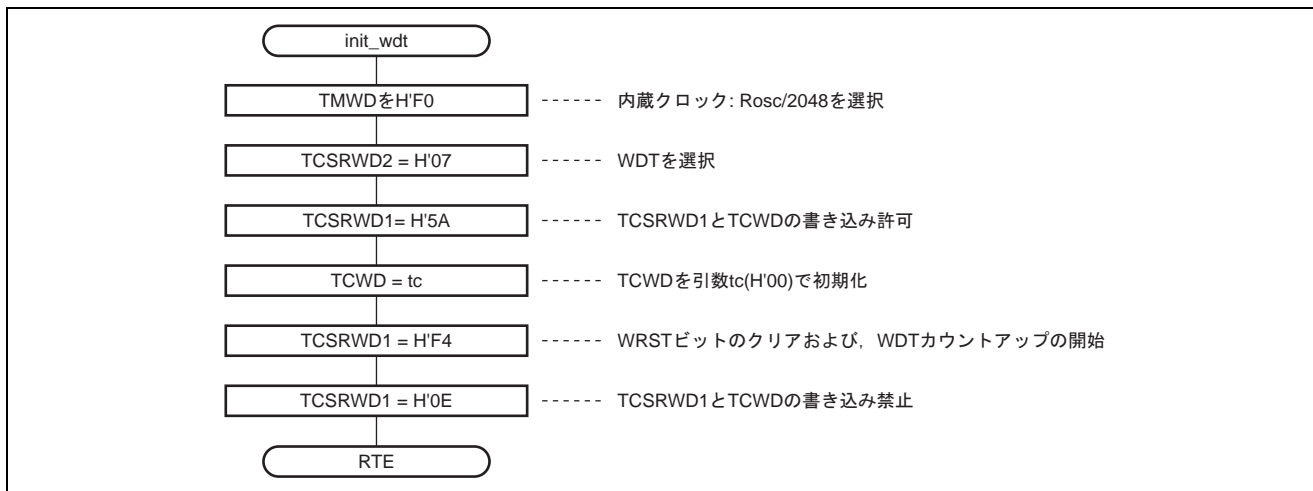 init_wdt
TMWDをH'F0 ------ 内蔵クロック: Rosc/2048を選択
TCSRWD2 = H'07 ------ WDTを選択
TCSRWD1= H'5A ------ TCSRWD1とTCWDの書き込み許可
TCWD = tc ------ TCWDを引数tc(H'00)で初期化
TCSRWD1 = H'F4 ------ WRSTビットのクリアおよび，WDTカウントアップの開始
TCSRWD1 = H'0E ------ TCSRWD1とTCWDの書き込み禁止
RTE